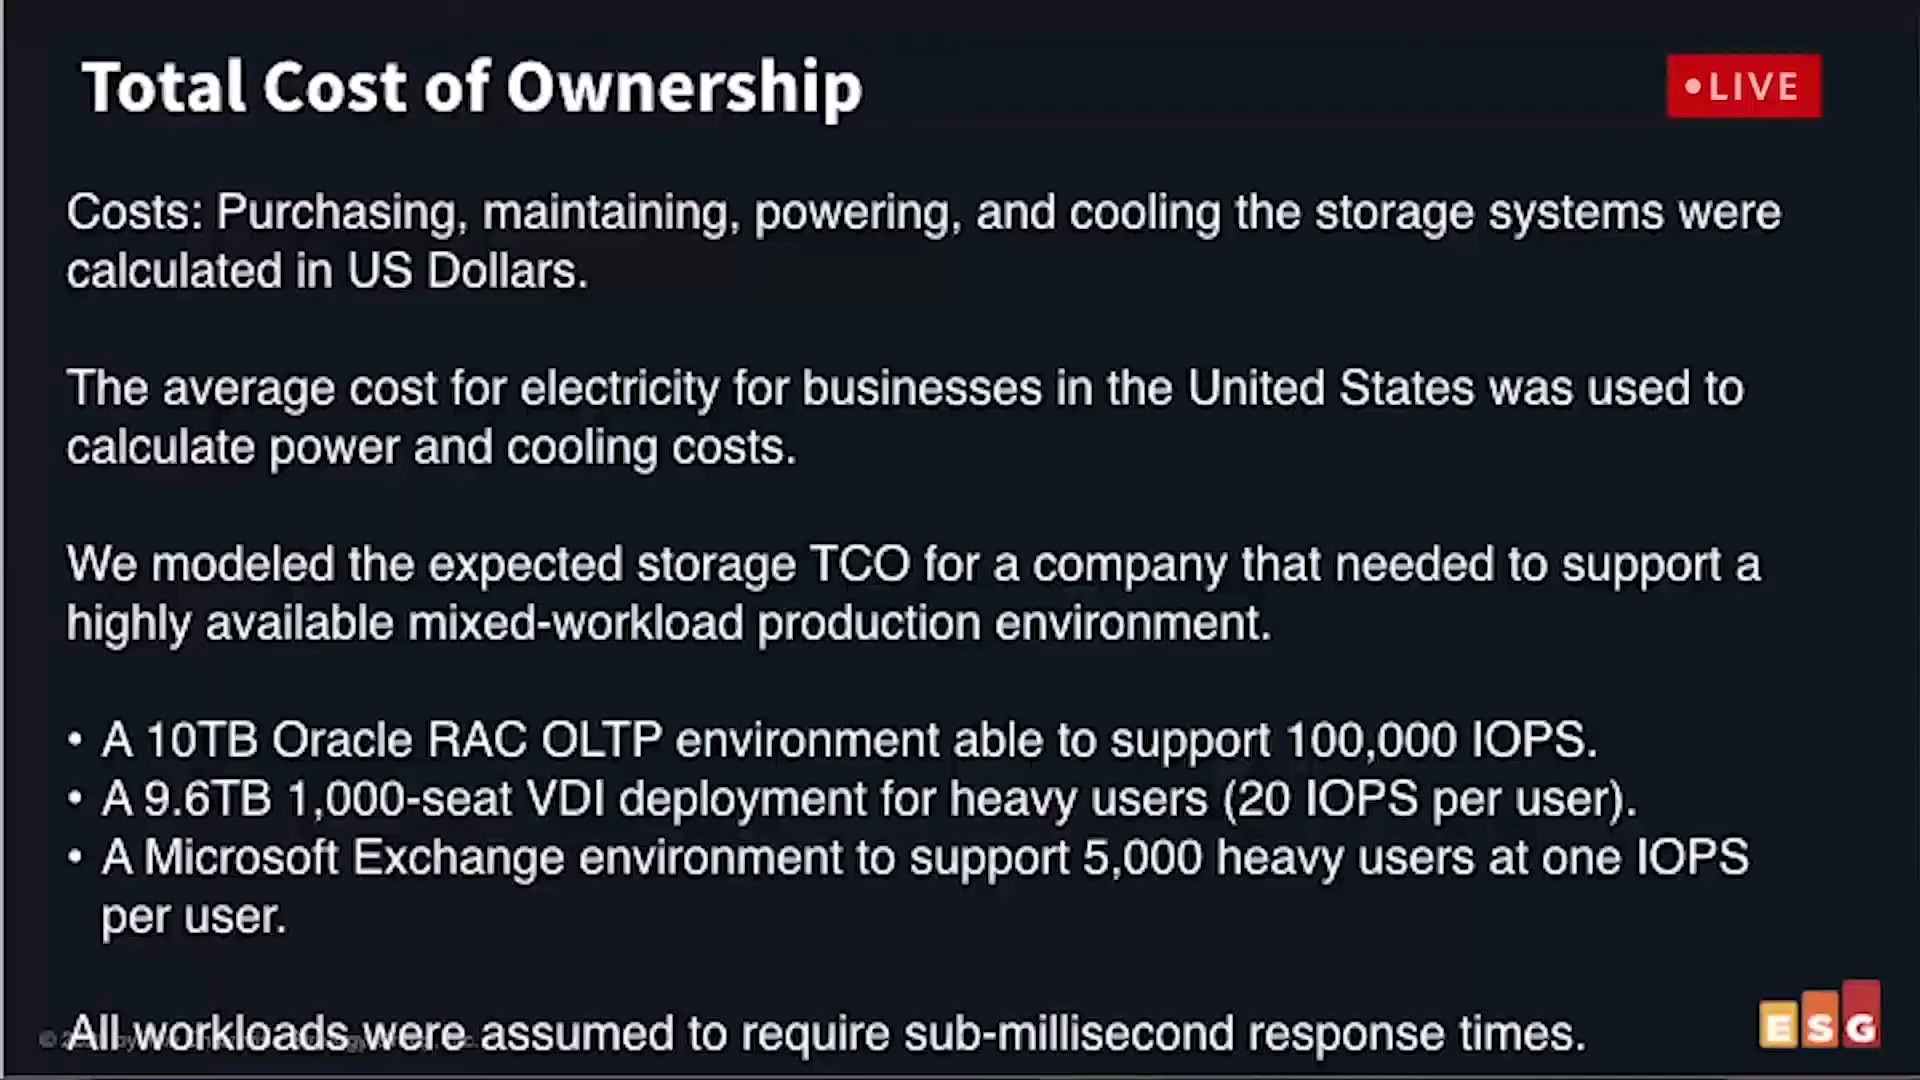 Total Cost of Ownership
•LIVE
Costs: Purchasing, maintaining, powering, and cooling the storage systems were
calculated in US Dollars.
The average cost for electricity for businesses in the United States was used to
calculate power and cooling costs.
We modeled the expected storage TCO for a company that needed to support a
highly available mixed-workload production environment.
• A 10TB Oracle RAC OLTP environment able to support 100,000 IOPS.
• A 9.6TB 1,000-seat VDI deployment for heavy users (20 IOPS per user).
• A Microsoft Exchange environment to support 5,000 heavy users at one IOPS
per user.
All workloads were assumed to require sub-millisecond response times.
ESG